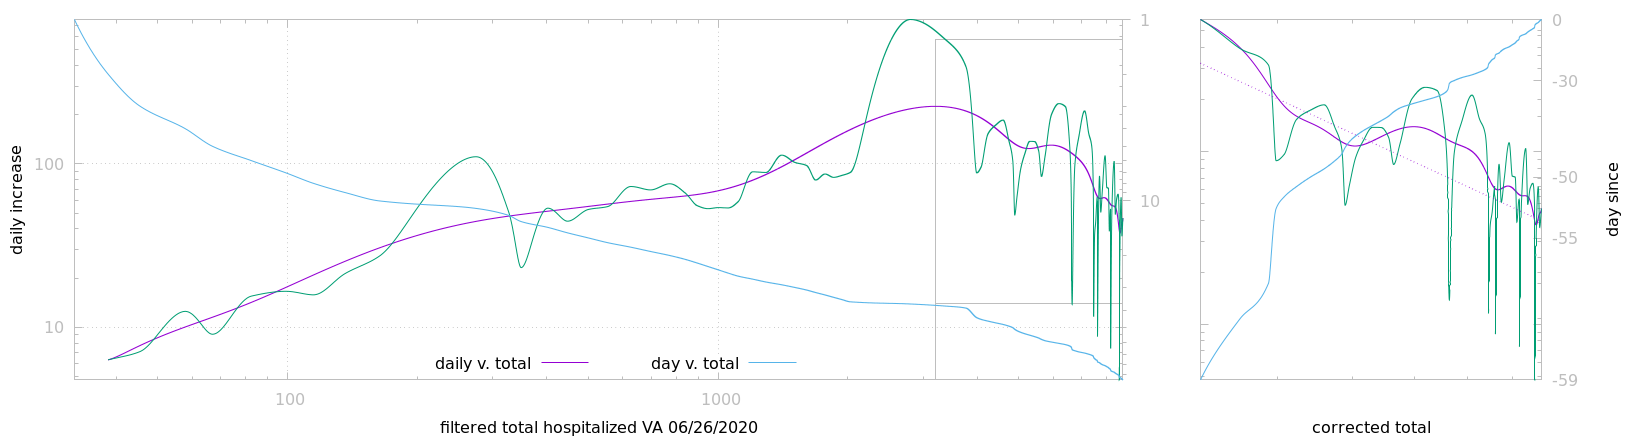 1
0
-30
daily increase
100
10
-50
day since
-55
10
daily v. total
day v. total
-59
100
1000
filtered total hospitalized VA 06/26/2020
corrected total